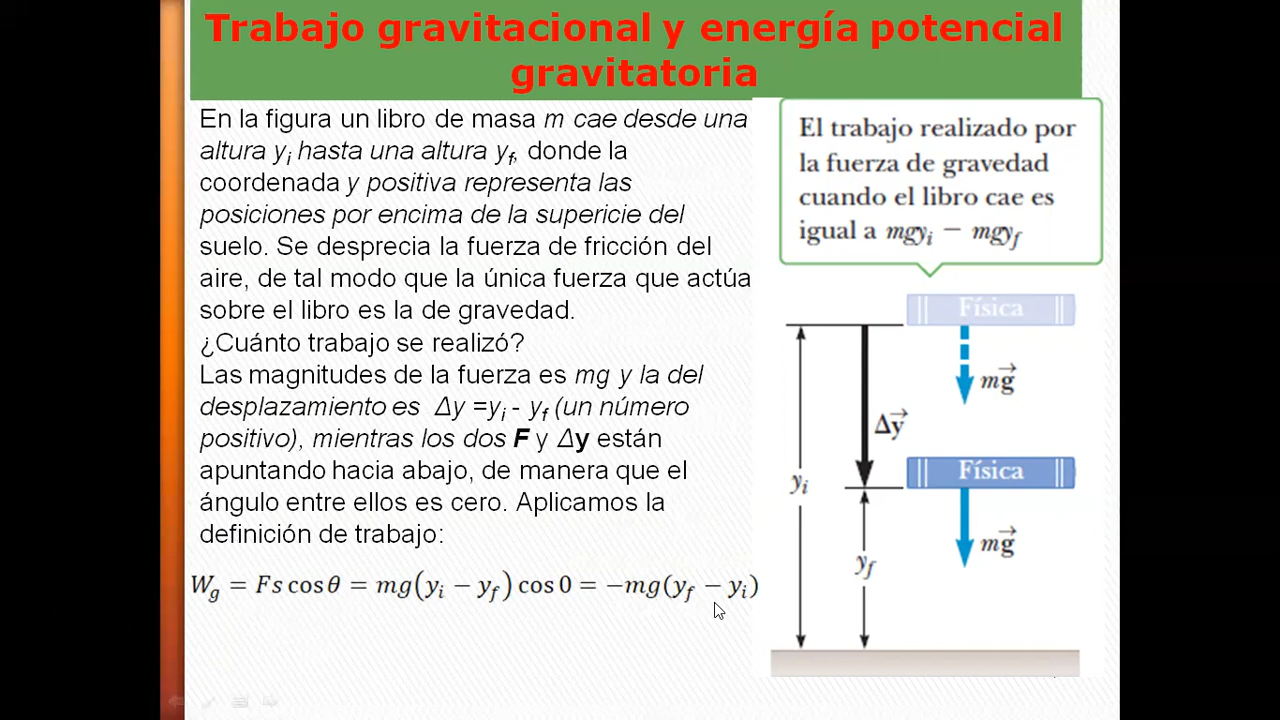 Trabajo gravitacional y energía potencial
gravitatoria
En la figura un libro de masa m cae desde una
altura yi hasta una altura yf, donde la
coordenada y positiva representa las
posiciones por encima de la supericie del
suelo. Se desprecia la fuerza de fricción del
aire, de tal modo que la única fuerza que actúa
sobre el libro es la de gravedad.
¿Cuánto trabajo se realizó?
Las magnitudes de la fuerza es mg y la del
desplazamiento es Δy =yi - yf (un número
positivo), mientras los dos F y Δy están
apuntando hacia abajo, de manera que el
ángulo entre ellos es cero. Aplicamos la
definición de trabajo:
Wg = Fs cos θ = mg(yi − yf) cos 0 = −mg(yf − yi)
El trabajo realizado por
la fuerza de gravedad
cuando el libro cae es
igual a mgyi − mgyf
Física
mg⃗
Δy⃗
Física
yi
mg⃗
yf